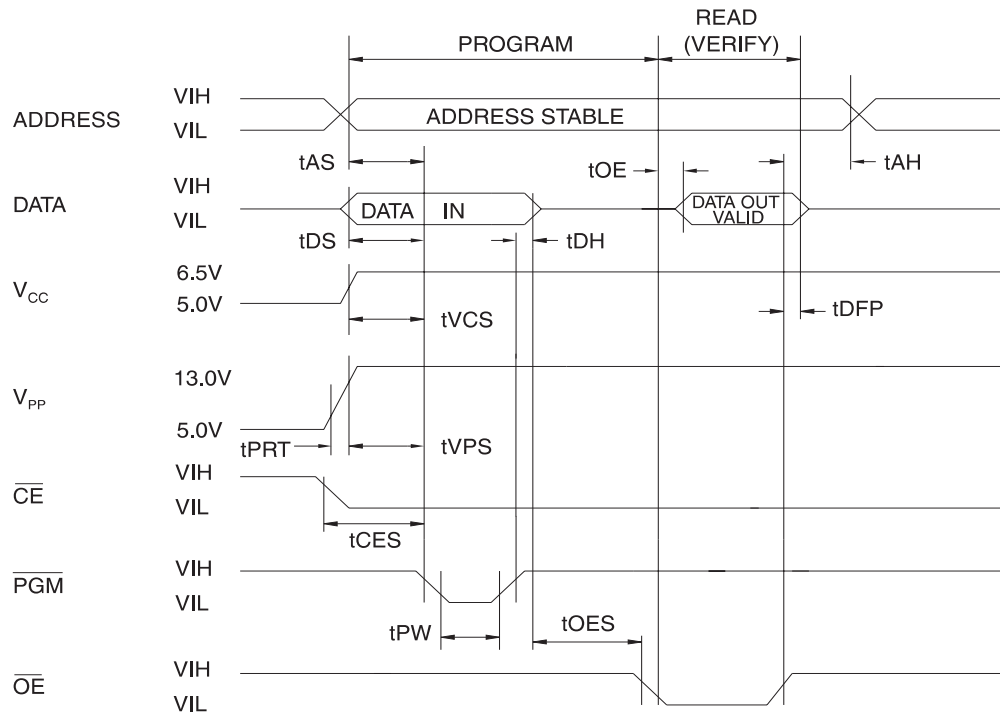 READ
PROGRAM (VERIFY)
ADDRESS VIH
VIL ADDRESS STABLE
tAS tOE tAH
DATA VIH
VIL DATA IN DATA OUT
VALID
tDS tDH
VCC 6.5V
5.0V
tVCS tDFP
VPP 13.0V
5.0V
tPRT tVPS
CE VIH
VIL
tCES
PGM VIH
VIL
tPW tOES
OE VIH
VIL